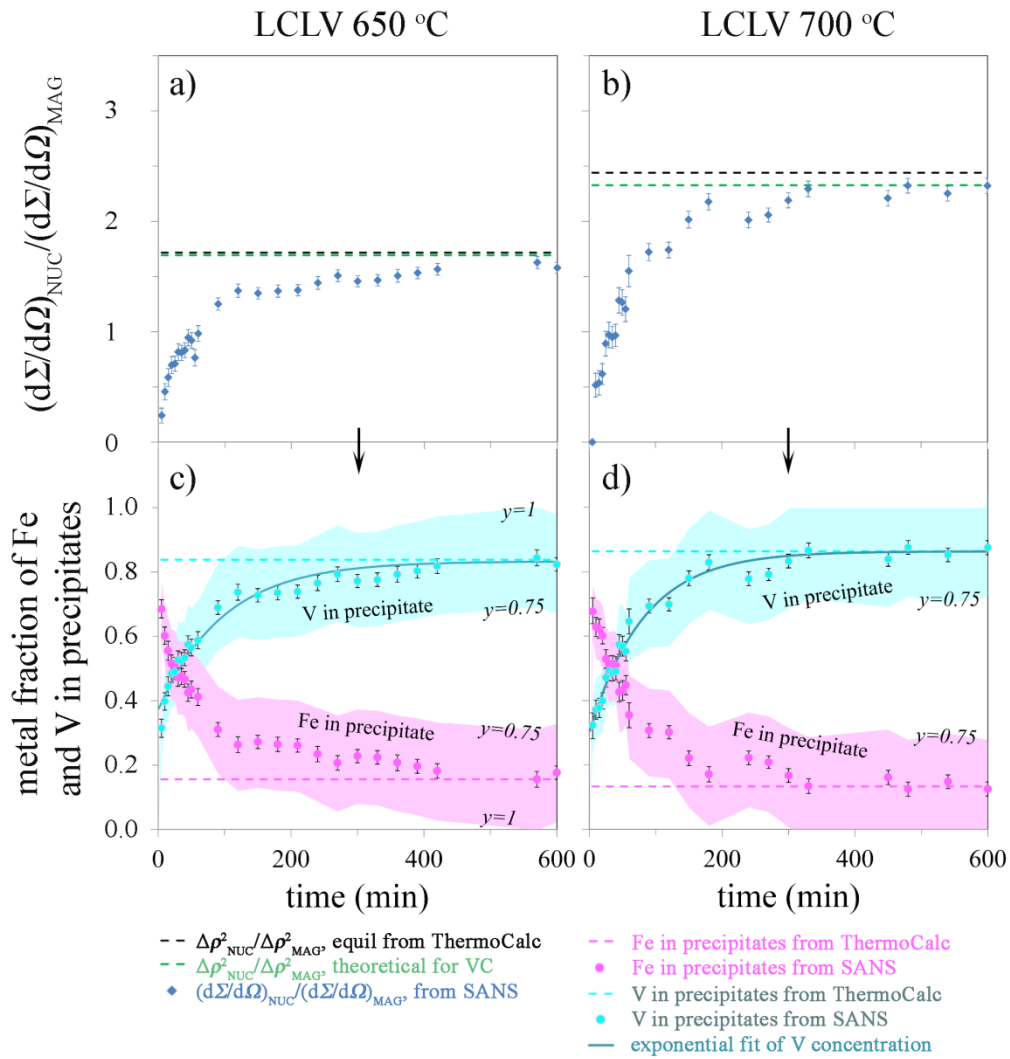 LCLV 650 °C
LCLV 700 °C
a)
b)
(dΣ/dΩ)NUC/(dΣ/dΩ)MAG
3
2
1
0
c)
d)
metal fraction of Fe
and V in precipitates
1.0
0.8
0.6
0.4
0.2
0.0
y=1
V in precipitate
y=0.75
Fe in precipitate
y=0.75
y=1
y=1
V in precipitate
y=0.75
Fe in precipitate
y=0.75
0 200 400 600
0 200 400 600
time (min)
time (min)
Δρ²NUC/Δρ²MAG, equil from ThermoCalc
Δρ²NUC/Δρ²MAG, theoretical for VC
(dΣ/dΩ)NUC/(dΣ/dΩ)MAG, from SANS
Fe in precipitates from ThermoCalc
Fe in precipitates from SANS
V in precipitates from ThermoCalc
V in precipitates from SANS
exponential fit of V concentration